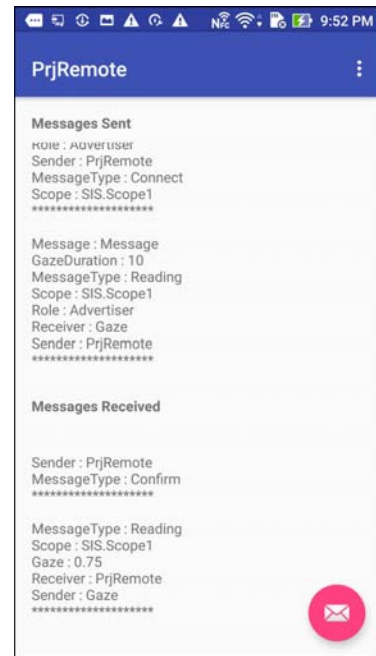 NFC 9:52 PM
PrjRemote
Messages Sent
Role : Advertiser
Sender : PrjRemote
MessageType : Connect
Scope : SIS.Scope1
********************
Message : Message
GazeDuration : 10
MessageType : Reading
Scope : SIS.Scope1
Role : Advertiser
Receiver : Gaze
Sender : PrjRemote
********************
Messages Received
Sender : PrjRemote
MessageType : Confirm
********************
MessageType : Reading
Scope : SIS.Scope1
Gaze : 0.75
Receiver : PrjRemote
Sender : Gaze
********************